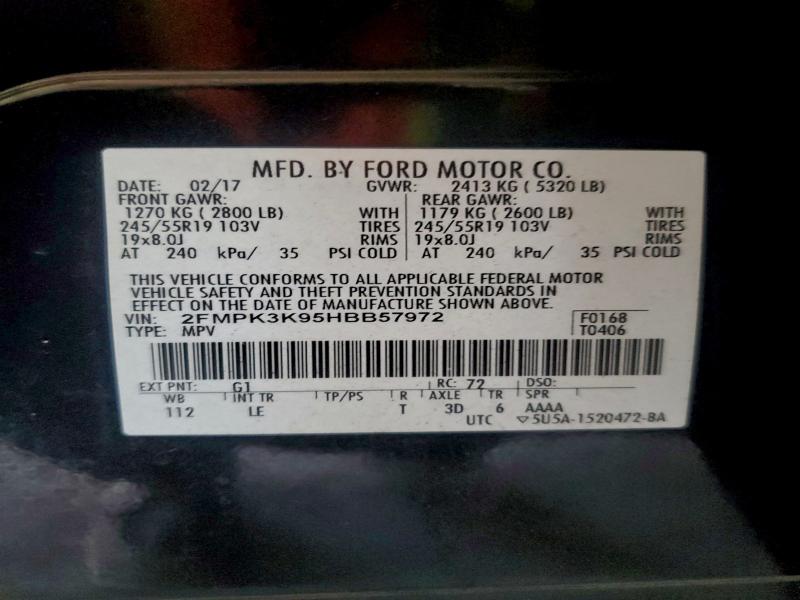 MFD. BY FORD MOTOR CO.
DATE: 02/17 GVWR: 2413 KG ( 5320 LB)
FRONT GAWR: REAR GAWR:
1270 KG ( 2800 LB) WITH 1179 KG ( 2600 LB) WITH
245/55R19 103V TIRES 245/55R19 103V TIRES
19x8.0J RIMS 19x8.0J RIMS
AT 240 kPa/ 35 PSI COLD AT 240 kPa/ 35 PSI COLD
THIS VEHICLE CONFORMS TO ALL APPLICABLE FEDERAL MOTOR
VEHICLE SAFETY AND THEFT PREVENTION STANDARDS IN
EFFECT ON THE DATE OF MANUFACTURE SHOWN ABOVE.
VIN: 2FMPK3K95HBB57972 F0168
TYPE: MPV T0406
EXT PNT: G1 RC: 72 DSO:
WB INT TR TP/PS R AXLE TR SPR
112 LE T 3D 6 AAAA
UTC ▽5U5A-1520472-BA